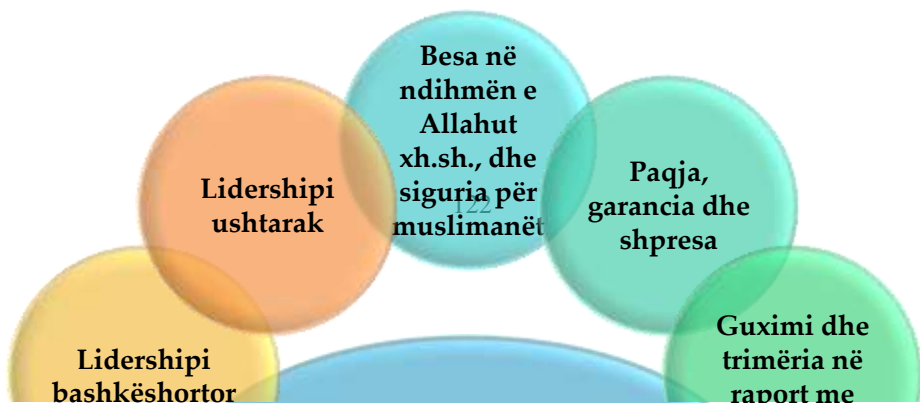 Besa në
ndihmën e
Allahut
xh.sh., dhe
siguria për
muslimanët
122
Lidershipi
ushtarak
Paqja,
garancia dhe
shpresa
Lidershipi
bashkëshortor
Guximi dhe
trimëria në
raport me